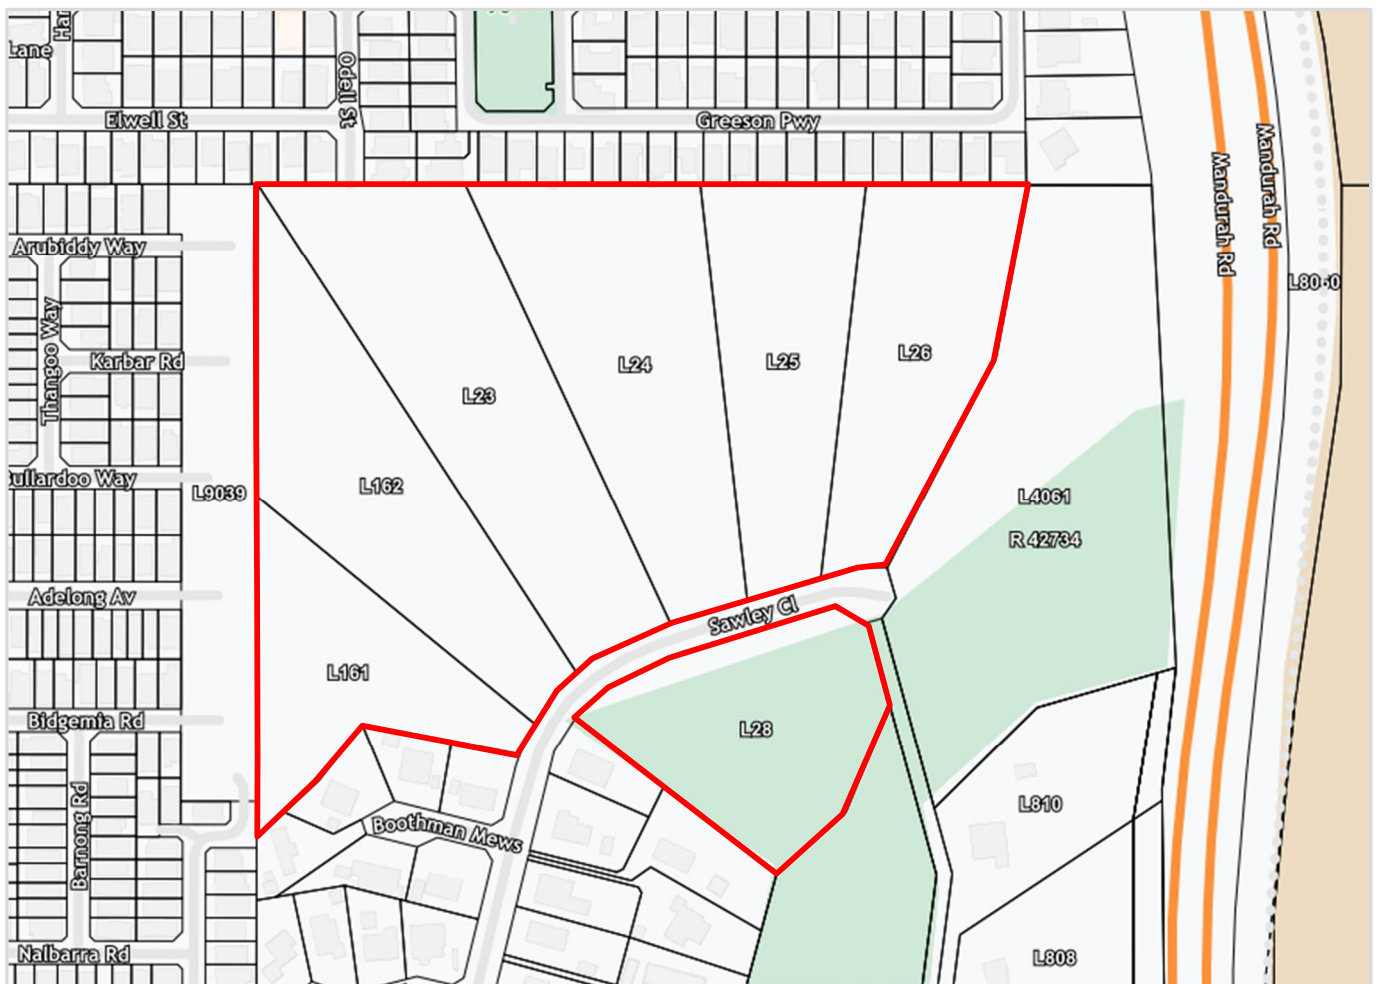 Lane
Odell St
Elwell St
Greeson Pwy
Mandurah Rd
Mandurah Rd
Arubiddy Way
L8060
Thangoo Way
Karbar Rd
L26
L24
L25
L23
ullardoo Way
L162
L9039
L4061
R 42734
Adelong Av
Sawley Cl
L161
Bidgemia Rd
L28
L810
Boothman Mews
Barnong Rd
Nalbarra Rd
L808